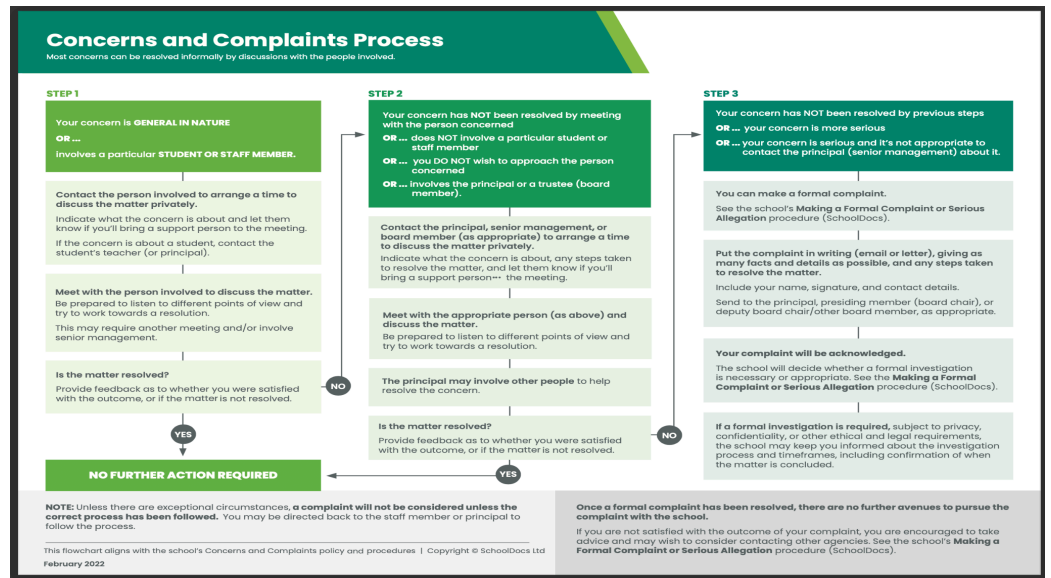 Concerns and Complaints Process
Most concerns can be resolved informally by discussions with the people involved.
STEP 1
Your concern is GENERAL IN NATURE
OR ...
involves a particular STUDENT OR STAFF MEMBER.
Contact the person involved to arrange a time to
discuss the matter privately.
Indicate what the concern is about and let them
know if you'll bring a support person to the meeting.
If the concern is about a student, contact the
student's teacher (or principal).
Meet with the person involved to discuss the matter.
Be prepared to listen to different points of view and
try to work towards a resolution.
This may require another meeting and/or involve
senior management.
Is the matter resolved?
Provide feedback as to whether you were satisfied
with the outcome, or if the matter is not resolved.
NO
YES
NO FURTHER ACTION REQUIRED
STEP 2
Your concern has NOT been resolved by meeting
with the person concerned
OR ... does NOT involve a particular student or
staff member
OR ... you DO NOT wish to approach the person
concerned
OR ... involves the principal or a trustee (board
member).
Contact the principal, senior management, or
board member (as appropriate) to arrange a time
to discuss the matter privately.
Indicate what the concern is about, any steps taken
to resolve the matter, and let them know if you'll
bring a support person the meeting.
Meet with the appropriate person (as above) and
discuss the matter.
Be prepared to listen to different points of view and
try to work towards a resolution.
The principal may involve other people to help
resolve the concern.
Is the matter resolved?
Provide feedback as to whether you were satisfied
with the outcome, or if the matter is not resolved.
NO
YES
STEP 3
Your concern has NOT been resolved by previous steps
OR ... your concern is more serious
OR ... your concern is serious and it's not appropriate to
contact the principal (senior management) about it.
You can make a formal complaint.
See the school's Making a Formal Complaint or Serious
Allegation procedure (SchoolDocs).
Put the complaint in writing (email or letter), giving as
many facts and details as possible, and any steps taken
to resolve the matter.
Include your name, signature, and contact details.
Send to the principal, presiding member (board chair), or
deputy board chair/other board member, as appropriate.
Your complaint will be acknowledged.
The school will decide whether a formal investigation
is necessary or appropriate. See the Making a Formal
Complaint or Serious Allegation procedure (SchoolDocs).
If a formal investigation is required, subject to privacy,
confidentiality, or other ethical and legal requirements,
the school may keep you informed about the investigation
process and timeframes, including confirmation of when
the matter is concluded.
NOTE: Unless there are exceptional circumstances, a complaint will not be considered unless the
correct process has been followed. You may be directed back to the staff member or principal to
follow the process.
This flowchart aligns with the school's Concerns and Complaints policy and procedures | Copyright © SchoolDocs Ltd
February 2022
Once a formal complaint has been resolved, there are no further avenues to pursue the
complaint with the school.
If you are not satisfied with the outcome of your complaint, you are encouraged to take
advice and may wish to consider contacting other agencies. See the school's Making a
Formal Complaint or Serious Allegation procedure (SchoolDocs).